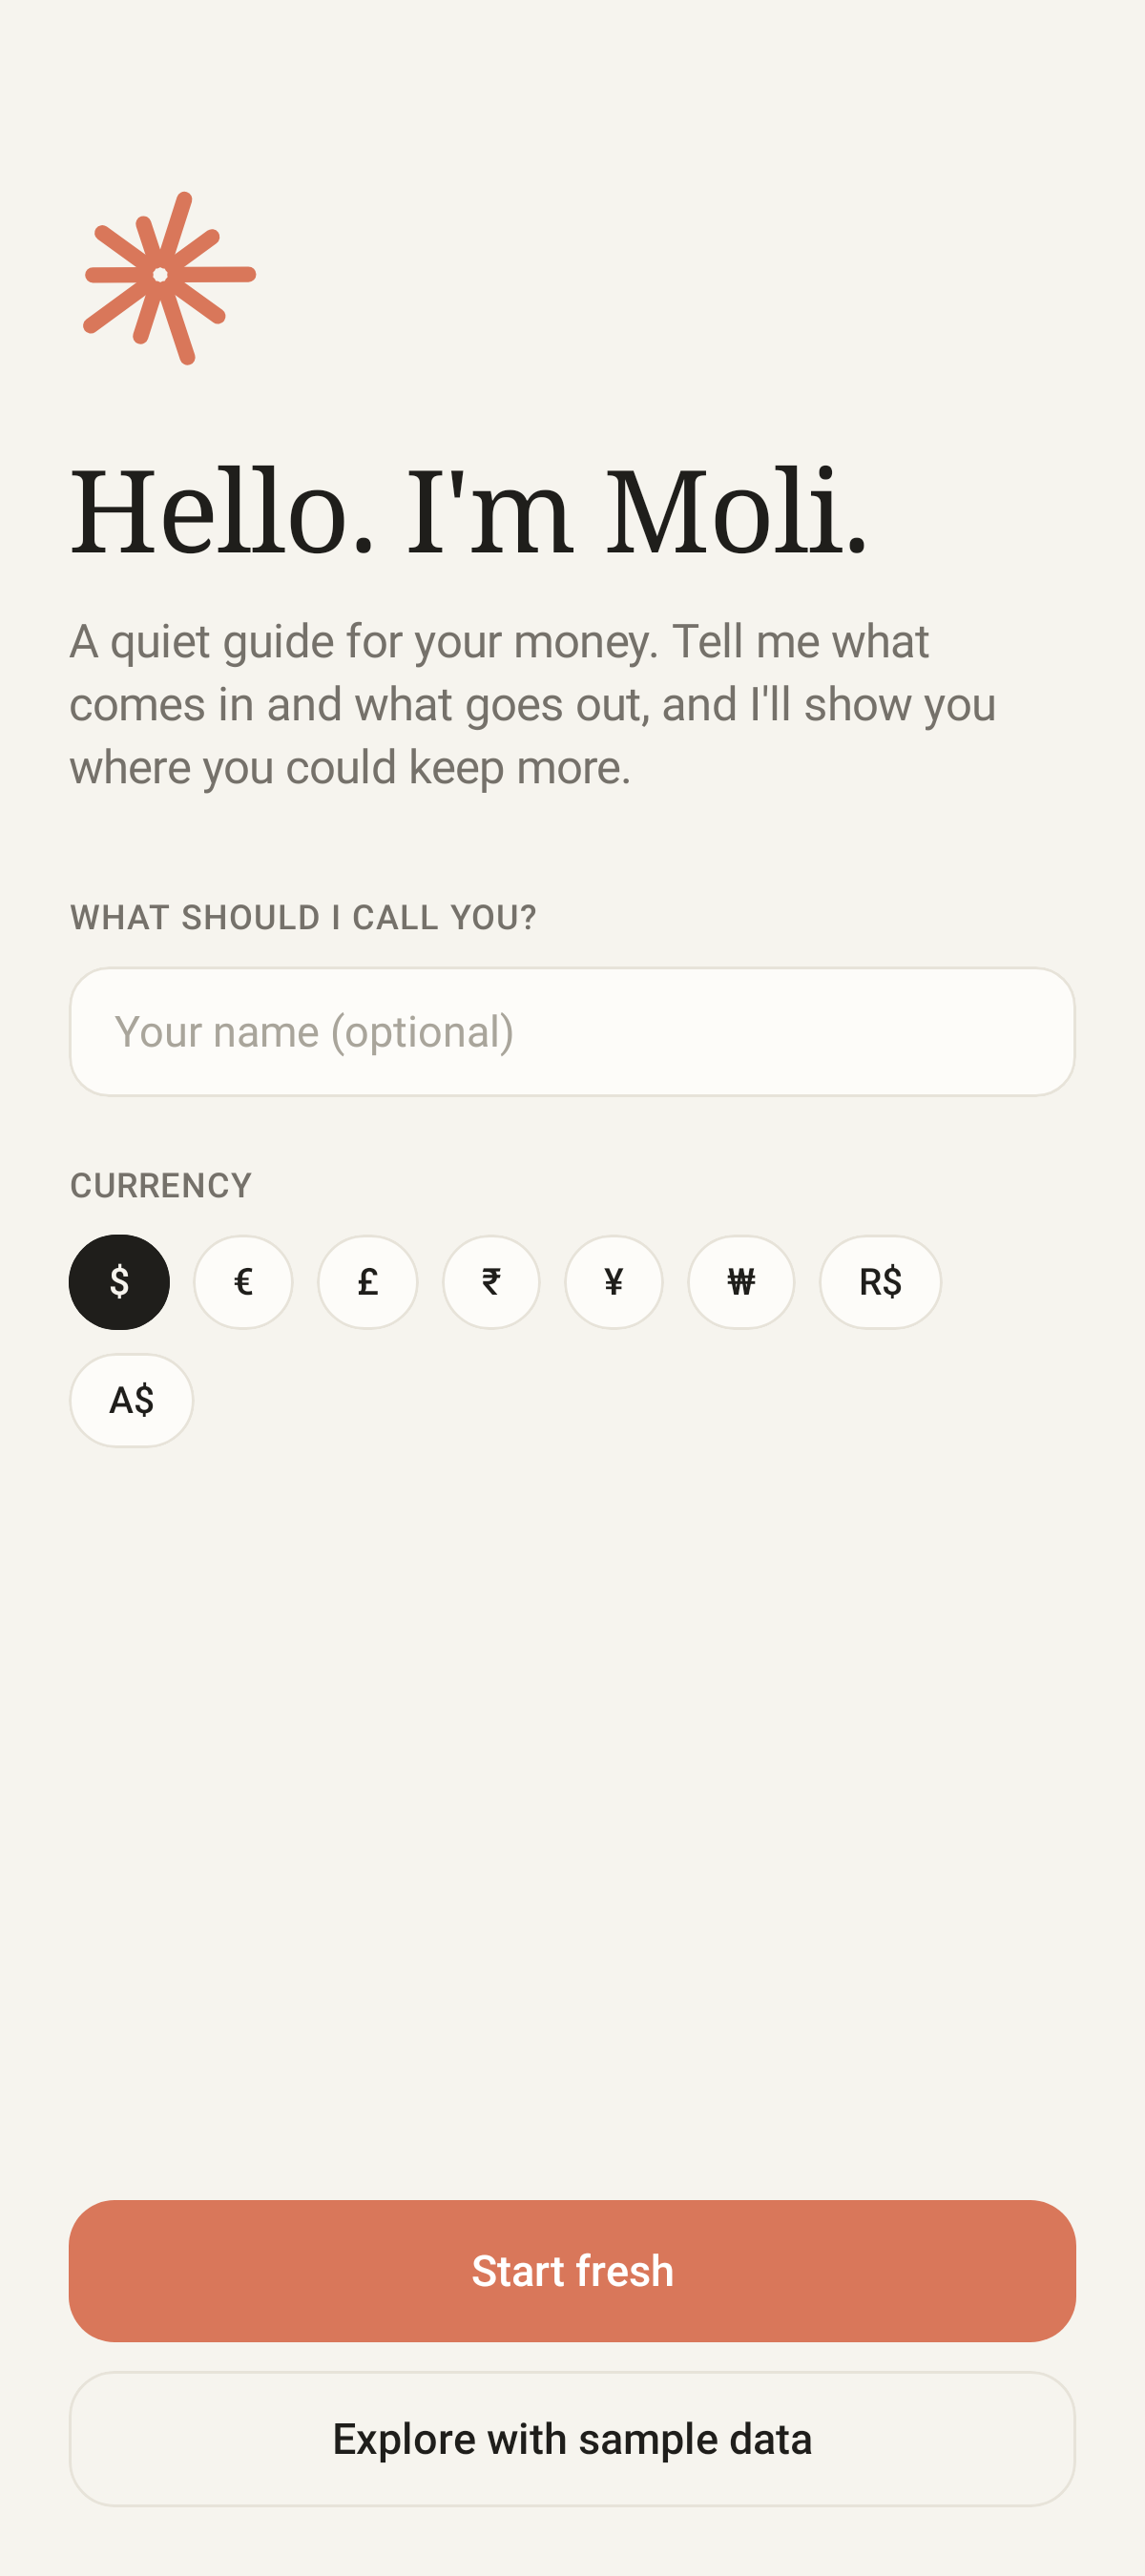 Hello. I'm Moli.
A quiet guide for your money. Tell me what
comes in and what goes out, and I'll show you
where you could keep more.
WHAT SHOULD I CALL YOU?
Your name (optional)
CURRENCY
$ € £ ₹ ¥ ₩ R$
A$
Start fresh
Explore with sample data